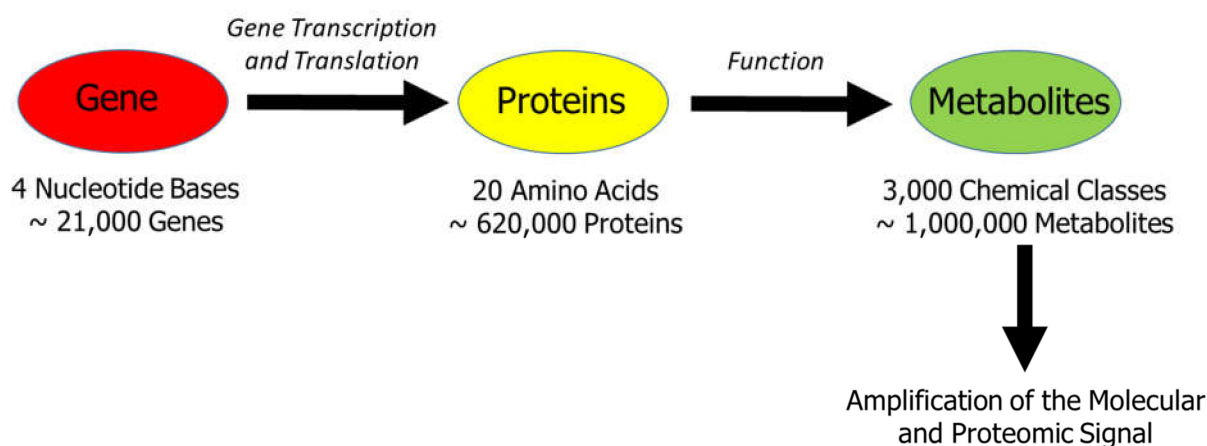 Gene Transcription
and Translation
Function
Gene
Proteins
Metabolites
4 Nucleotide Bases
~ 21,000 Genes
20 Amino Acids
~ 620,000 Proteins
3,000 Chemical Classes
~ 1,000,000 Metabolites
Amplification of the Molecular
and Proteomic Signal